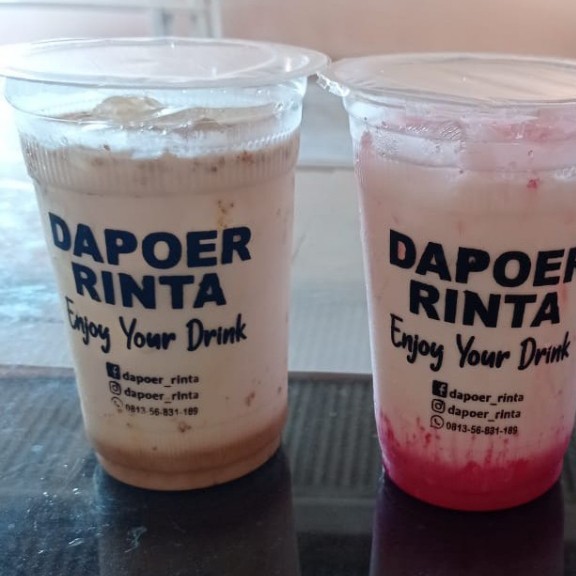 DAPOER
RINTA
Enjoy Your Drink
dapoer_rinta
dapoer_rinta
0813-56-831-189
DAPOER
RINTA
Enjoy Your Drink
dapoer_rinta
dapoer_rinta
0813-56-831-189